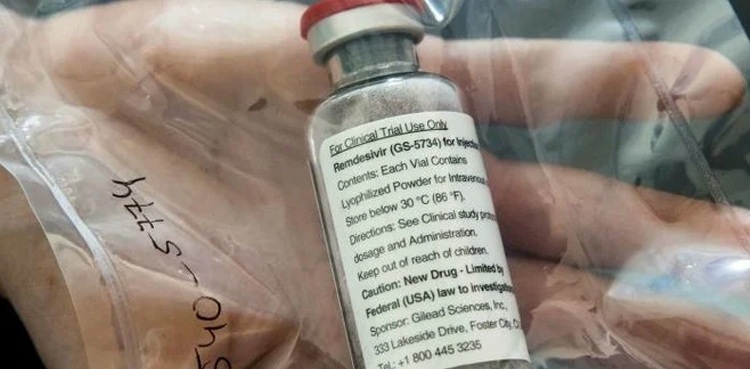 For Clinical Trial Use Only
Remdesivir (GS-5734) for
Contents: Each Vial Contains
Lyophilized Powder for
Store below 30 °C (86 °F).
Directions: See Clinical study
dosage and Administration.
Keep out of reach of children.
Caution: New Drug - Limited by
Federal (USA) law to
Sponsor: Gilead Sciences, Inc.
333 Lakeside Drive, Foster City,
Tel.: +1 800 445 3235